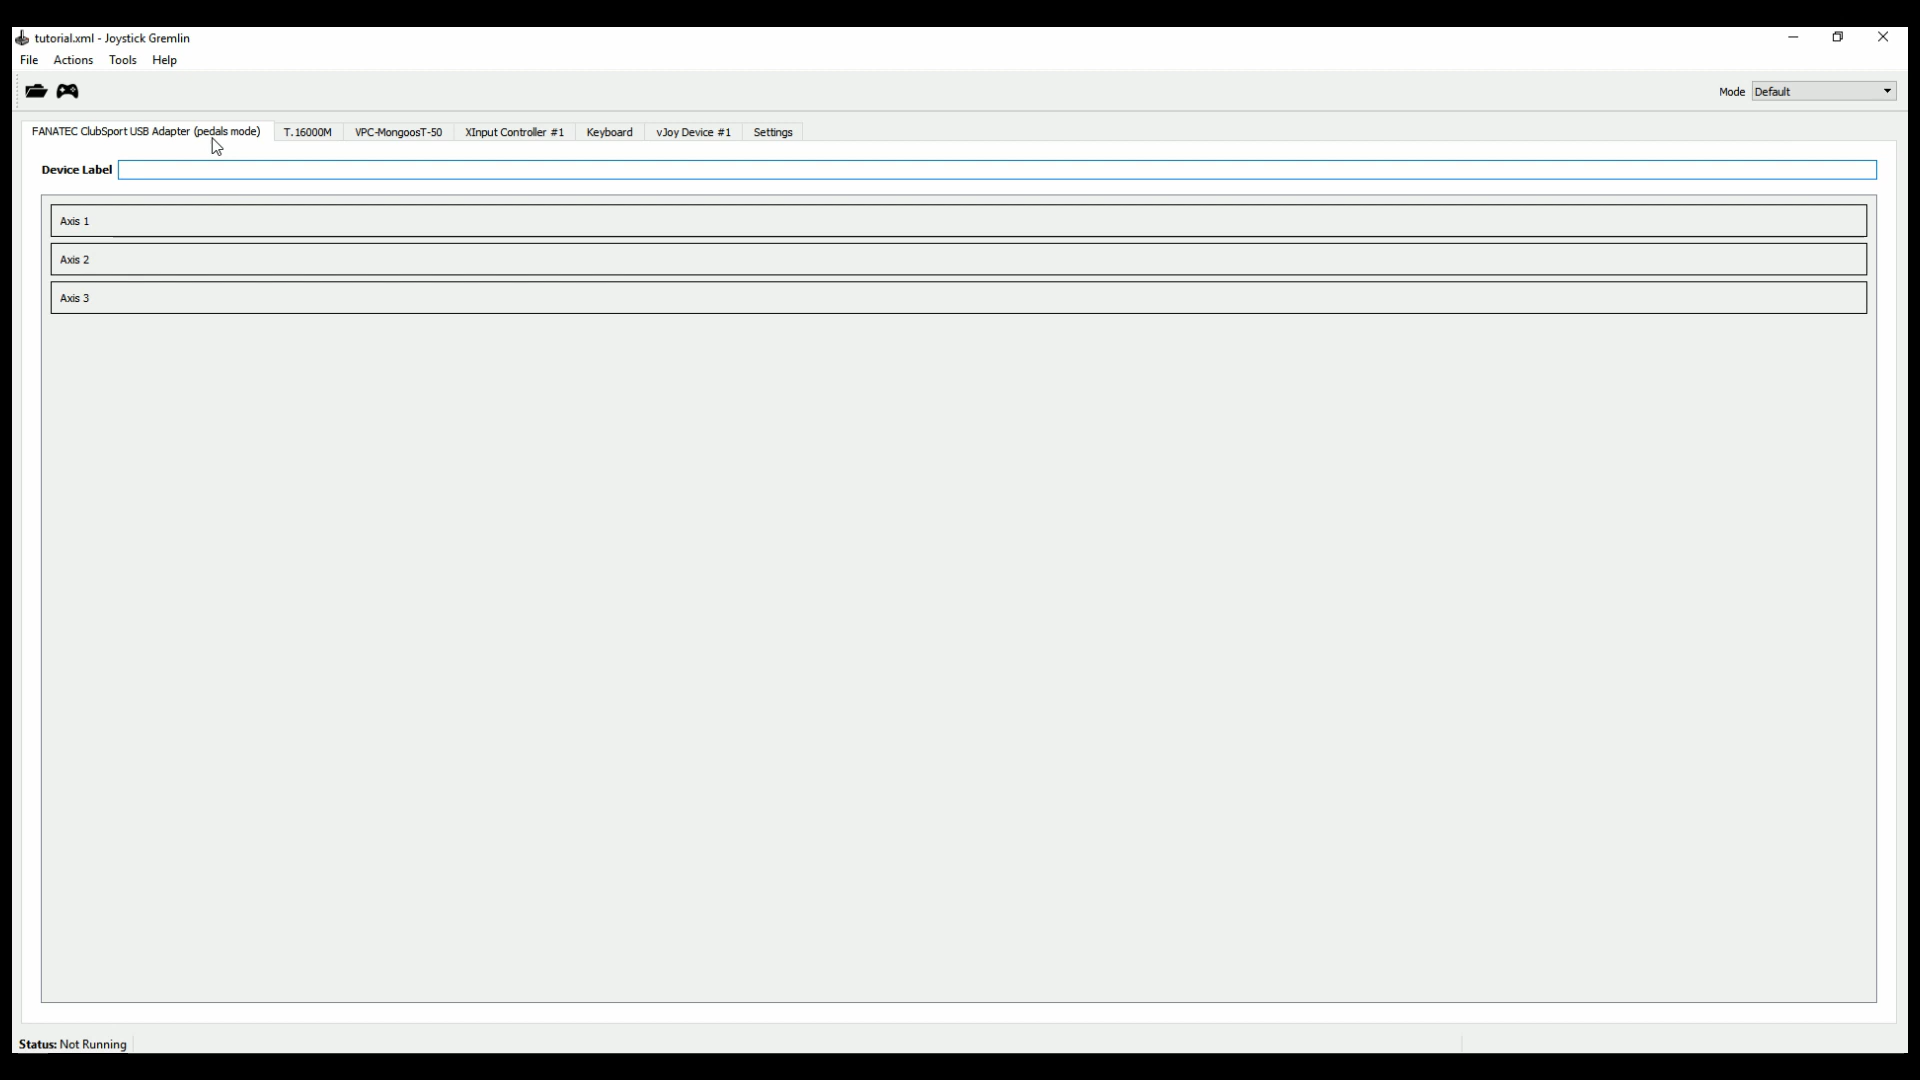 tutorial.xml - Joystick Gremlin
File Actions Tools Help
Mode Default
FANATEC ClubSport USB Adapter (pedals mode) T.16000M VPC-MongoosT-50 XInput Controller #1 Keyboard vJoy Device #1 Settings
Device Label
Axis 1
Axis 2
Axis 3
Status: Not Running